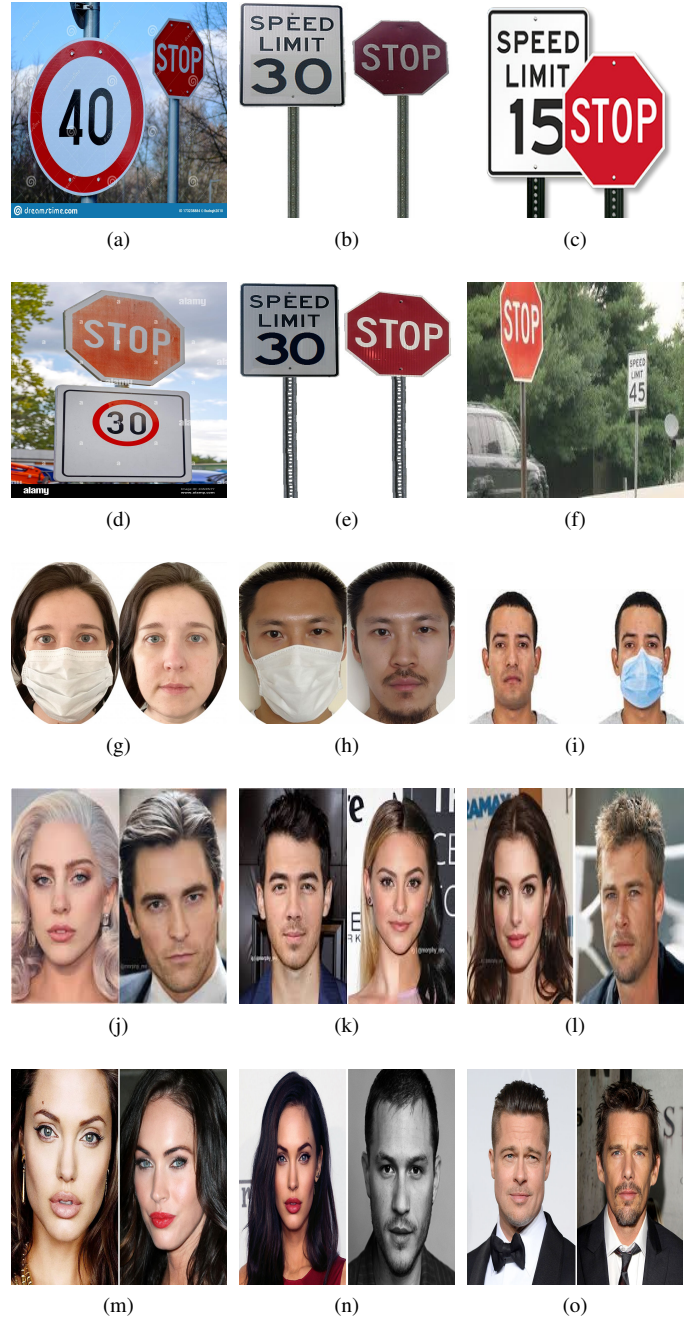 40
STOP
dreamstime.com
(a)
SPEED
LIMIT
30
STOP
(b)
SPEED
LIMIT
15
STOP
(c)
STOP
30
alamy
alamy
(d)
SPEED
LIMIT
30
STOP
(e)
STOP
SPEED
LIMIT
45
(f)
(g)
(h)
(i)
(j)
(k)
(l)
(m)
(n)
(o)